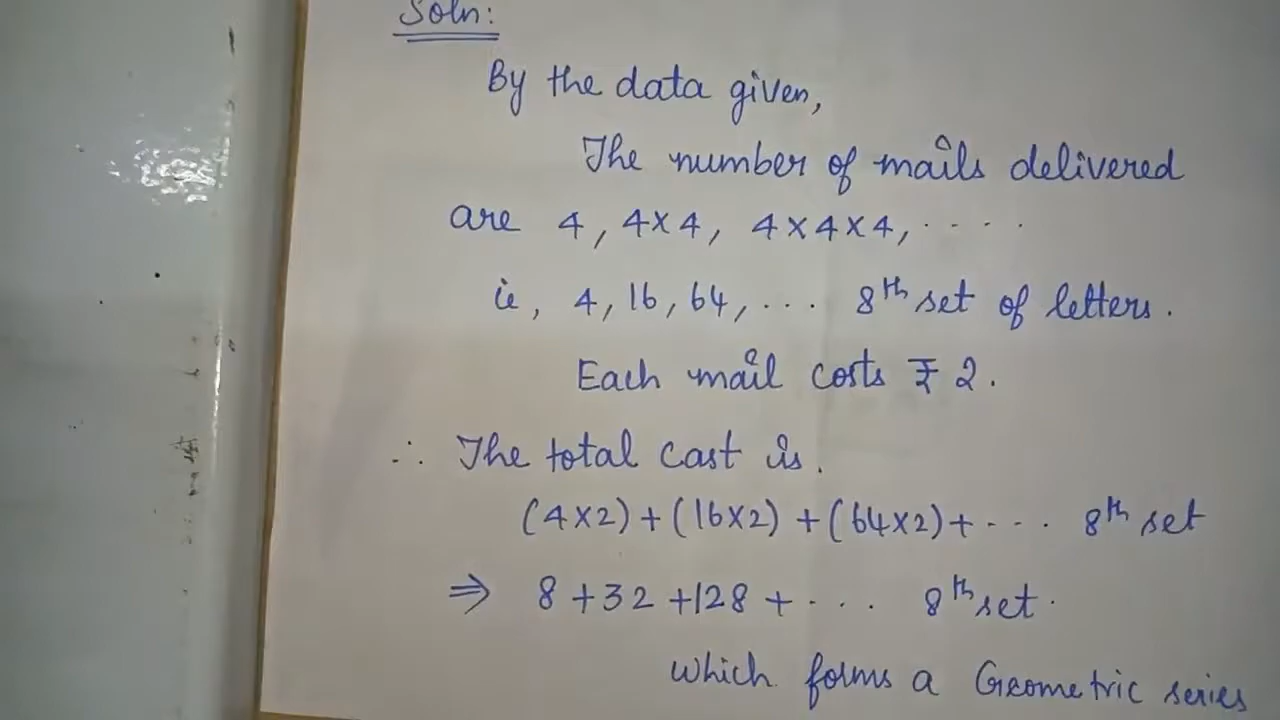 Soln:
By the data given,
The number of mails delivered
are 4, 4×4, 4×4×4, ....
ie, 4, 16, 64, ... 8th set of letters.
Each mail costs ₹ 2.
∴ The total cast is.
(4×2) + (16×2) + (64×2) + .... 8th set
⇒ 8 + 32 + 128 + .... 8th set.
which forms a Geometric series